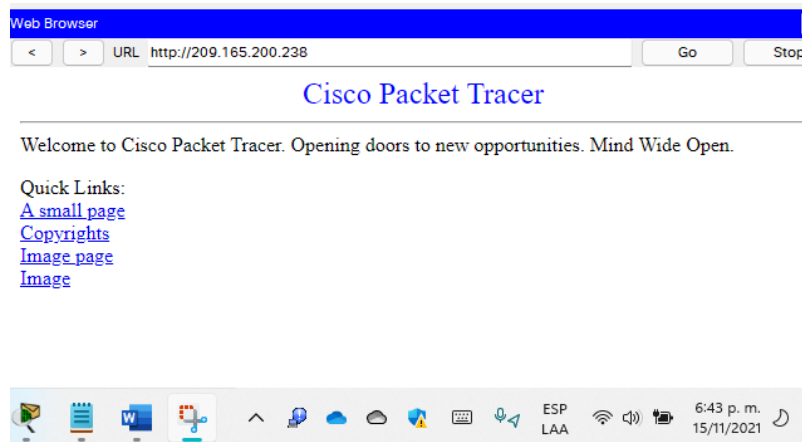 Web Browser
< > URL http://209.165.200.238 Go Stop
Cisco Packet Tracer
Welcome to Cisco Packet Tracer. Opening doors to new opportunities. Mind Wide Open.
Quick Links:
A small page
Copyrights
Image page
Image
W ESP 6:43 p. m.
LAA 15/11/2021